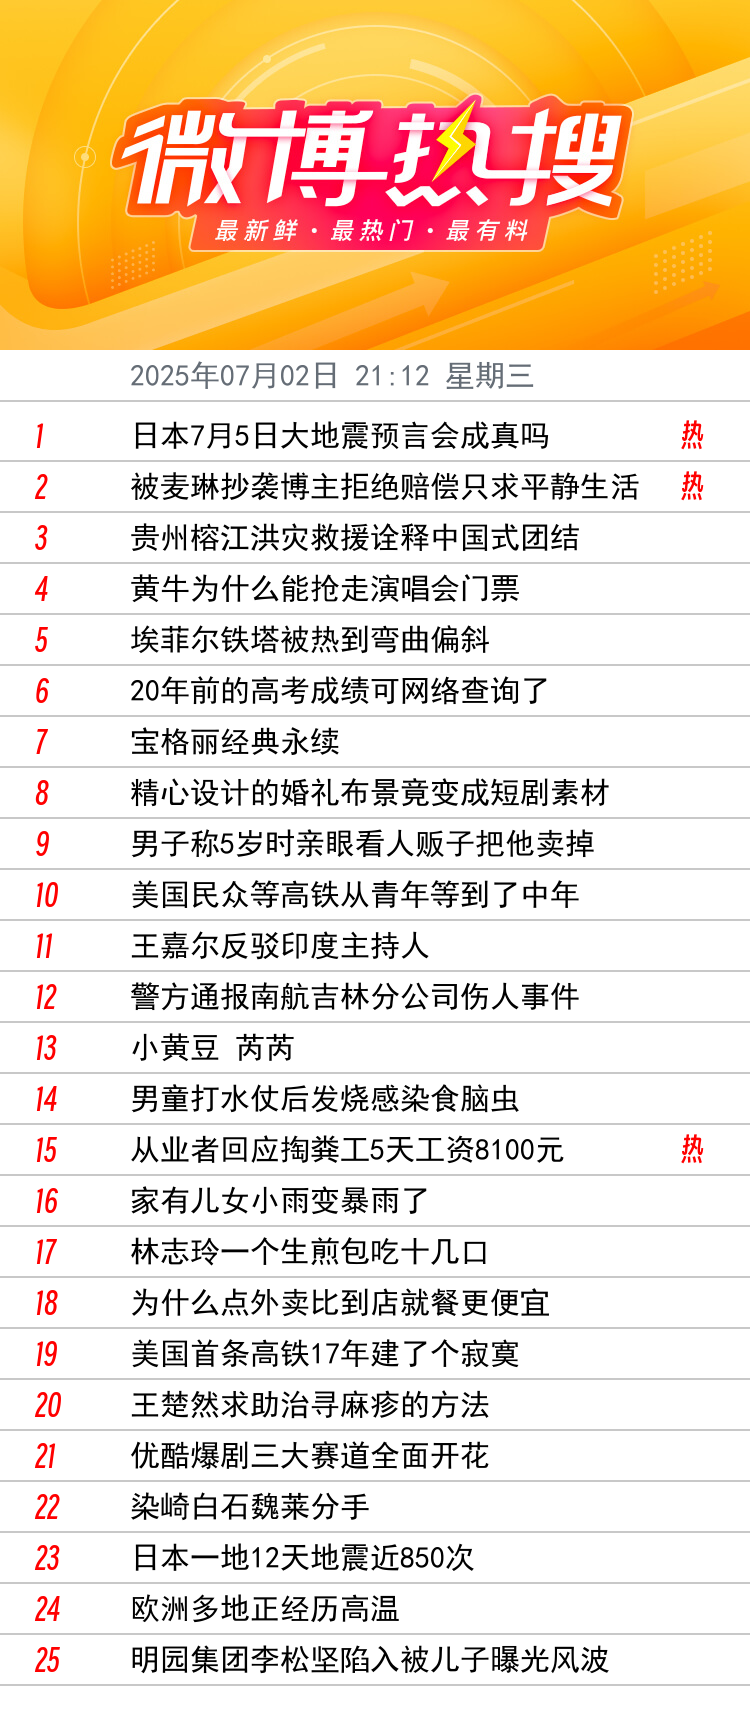 微博热搜
最新鲜·最热门·最有料
2025年07月02日 21:12 星期三
1 日本7月5日大地震预言会成真吗 热
2 被麦琳抄袭博主拒绝赔偿只求平静生活 热
3 贵州榕江洪灾救援诠释中国式团结
4 黄牛为什么能抢走演唱会门票
5 埃菲尔铁塔被热到弯曲偏斜
6 20年前的高考成绩可网络查询了
7 宝格丽经典永续
8 精心设计的婚礼布景竟变成短剧素材
9 男子称5岁时亲眼看人贩子把他卖掉
10 美国民众等高铁从青年等到了中年
11 王嘉尔反驳印度主持人
12 警方通报南航吉林分公司伤人事件
13 小黄豆 芮芮
14 男童打水仗后发烧感染食脑虫
15 从业者回应掏粪工5天工资8100元 热
16 家有儿女小雨变暴雨了
17 林志玲一个生煎包吃十几口
18 为什么点外卖比到店就餐更便宜
19 美国首条高铁17年建了个寂寞
20 王楚然求助治寻麻疹的方法
21 优酷爆剧三大赛道全面开花
22 染崎白石魏莱分手
23 日本一地12天地震近850次
24 欧洲多地正经历高温
25 明园集团李松坚陷入被儿子曝光风波